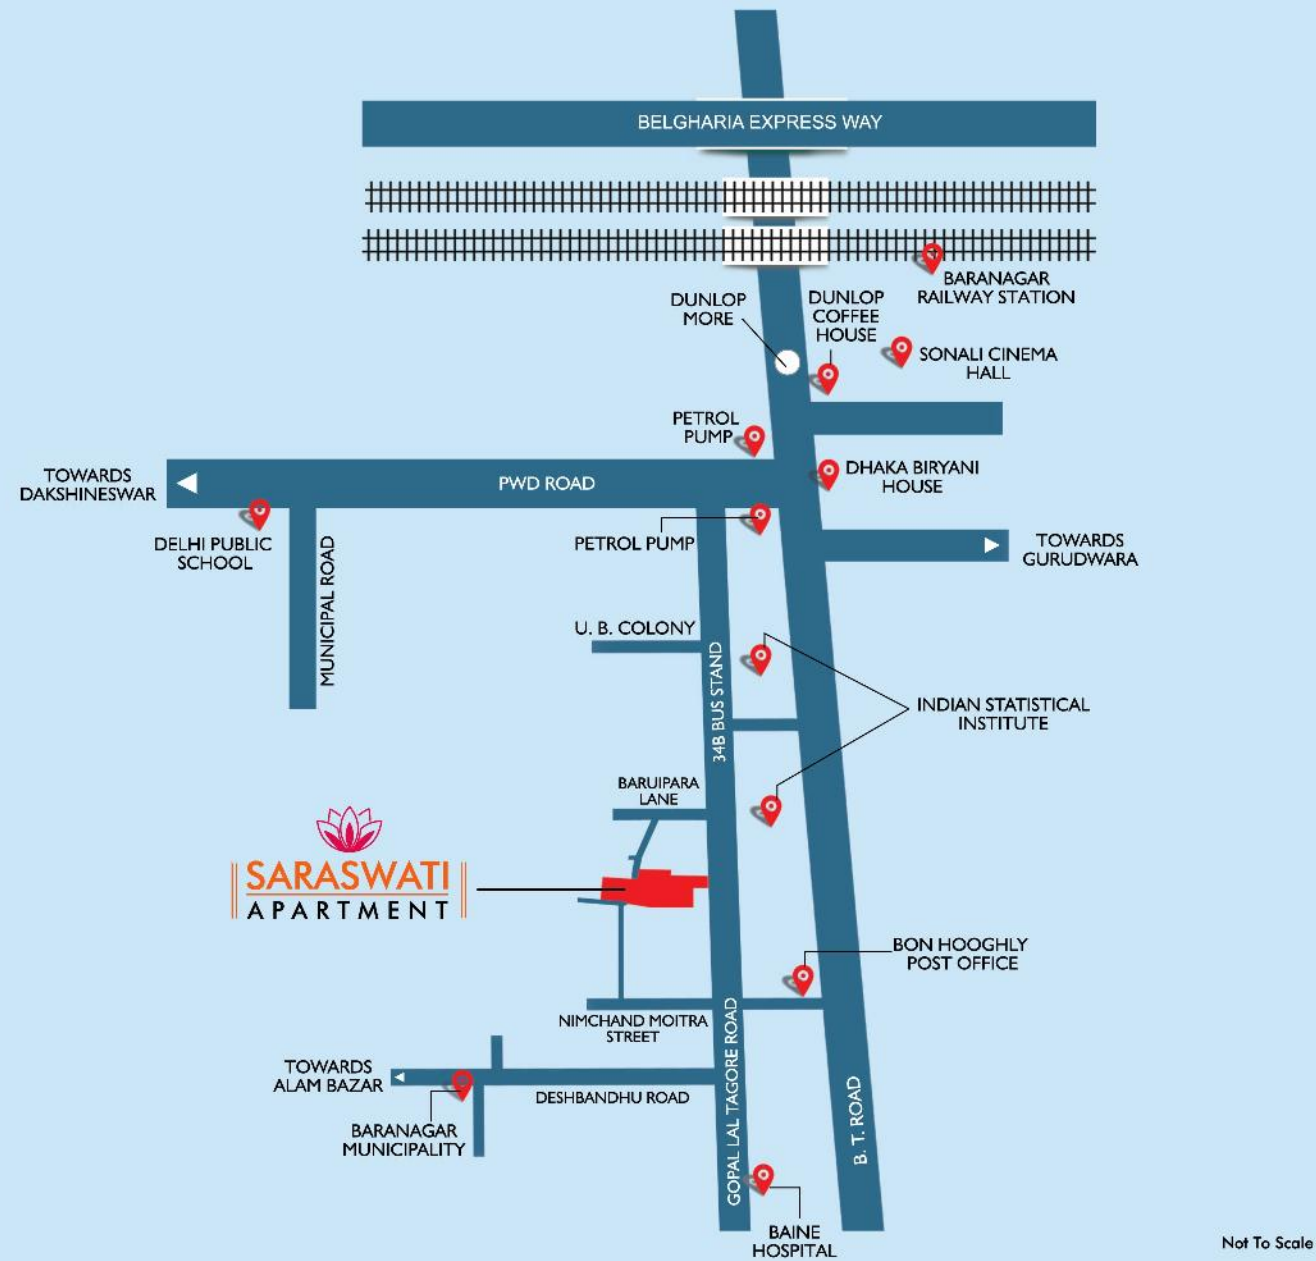 BELGHARIA EXPRESS WAY
BARANAGAR
RAILWAY STATION
DUNLOP
MORE
DUNLOP
COFFEE
HOUSE
SONALI CINEMA
HALL
PETROL
PUMP
TOWARDS
DAKSHINESWAR
PWD ROAD
DHAKA BIRYANI
HOUSE
DELHI PUBLIC
SCHOOL
MUNICIPAL ROAD
PETROL PUMP
TOWARDS
GURUDWARA
U. B. COLONY
34B BUS STAND
INDIAN STATISTICAL
INSTITUTE
BARUIPARA
LANE
SARASWATI
APARTMENT
BON HOOGHLY
POST OFFICE
NIMCHAND MOITRA
STREET
GOPAL LAL TAGORE ROAD
B. T. ROAD
TOWARDS
ALAM BAZAR
DESHBANDHU ROAD
BARANAGAR
MUNICIPALITY
BAINE
HOSPITAL
Not To Scale